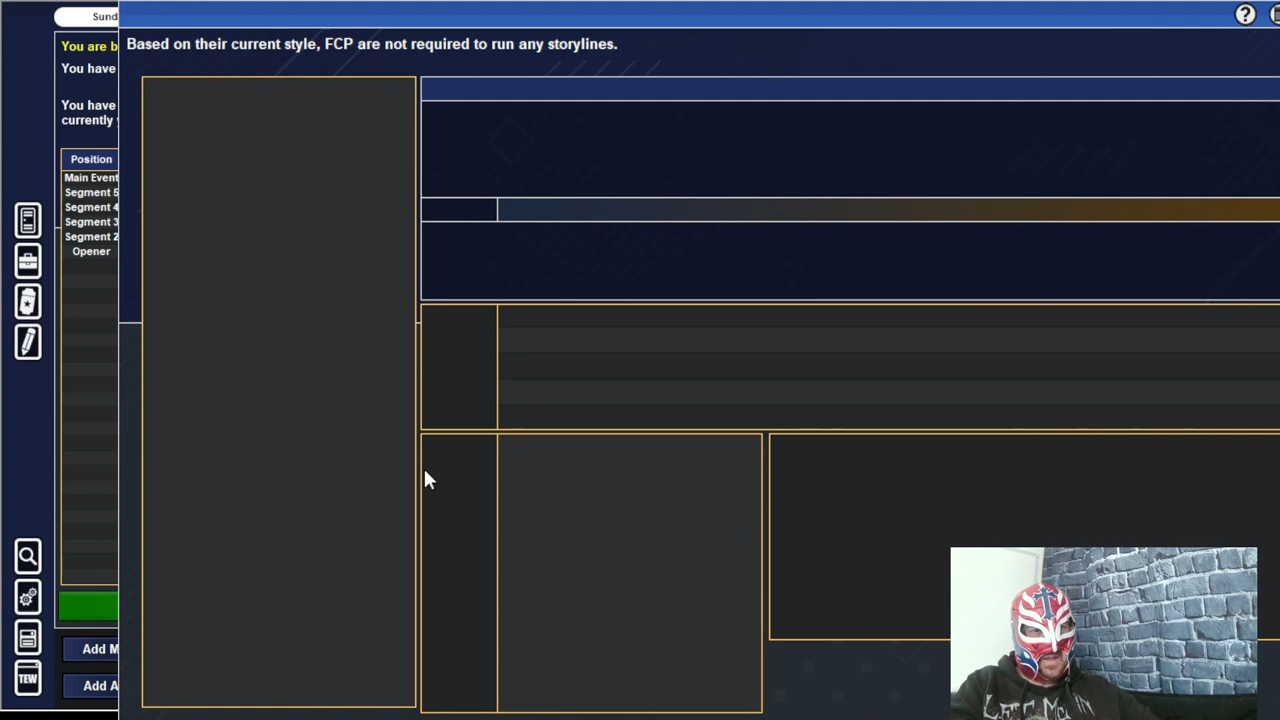 Sund
Based on their current style, FCP are not required to run any storylines.
You are b
You have
You have
currently y
Position
Main Event
Segment 5
Segment 4
Segment 3
Segment 2
Opener
Add M
Add A
TEW